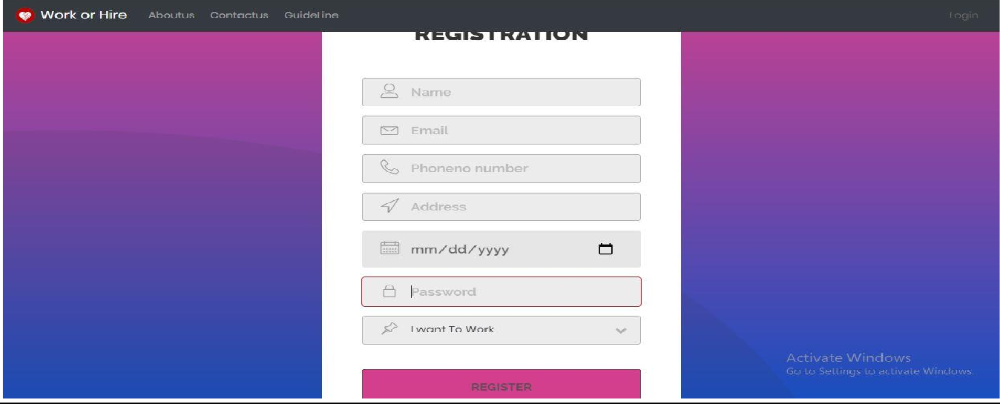 Work or Hire Aboutus Contactus GuideLine Login
REGISTRATION
Name
Email
Phoneno number
Address
mm/dd/yyyy
Password
I want To Work
REGISTER
Activate Windows
Go to Settings to activate Windows.